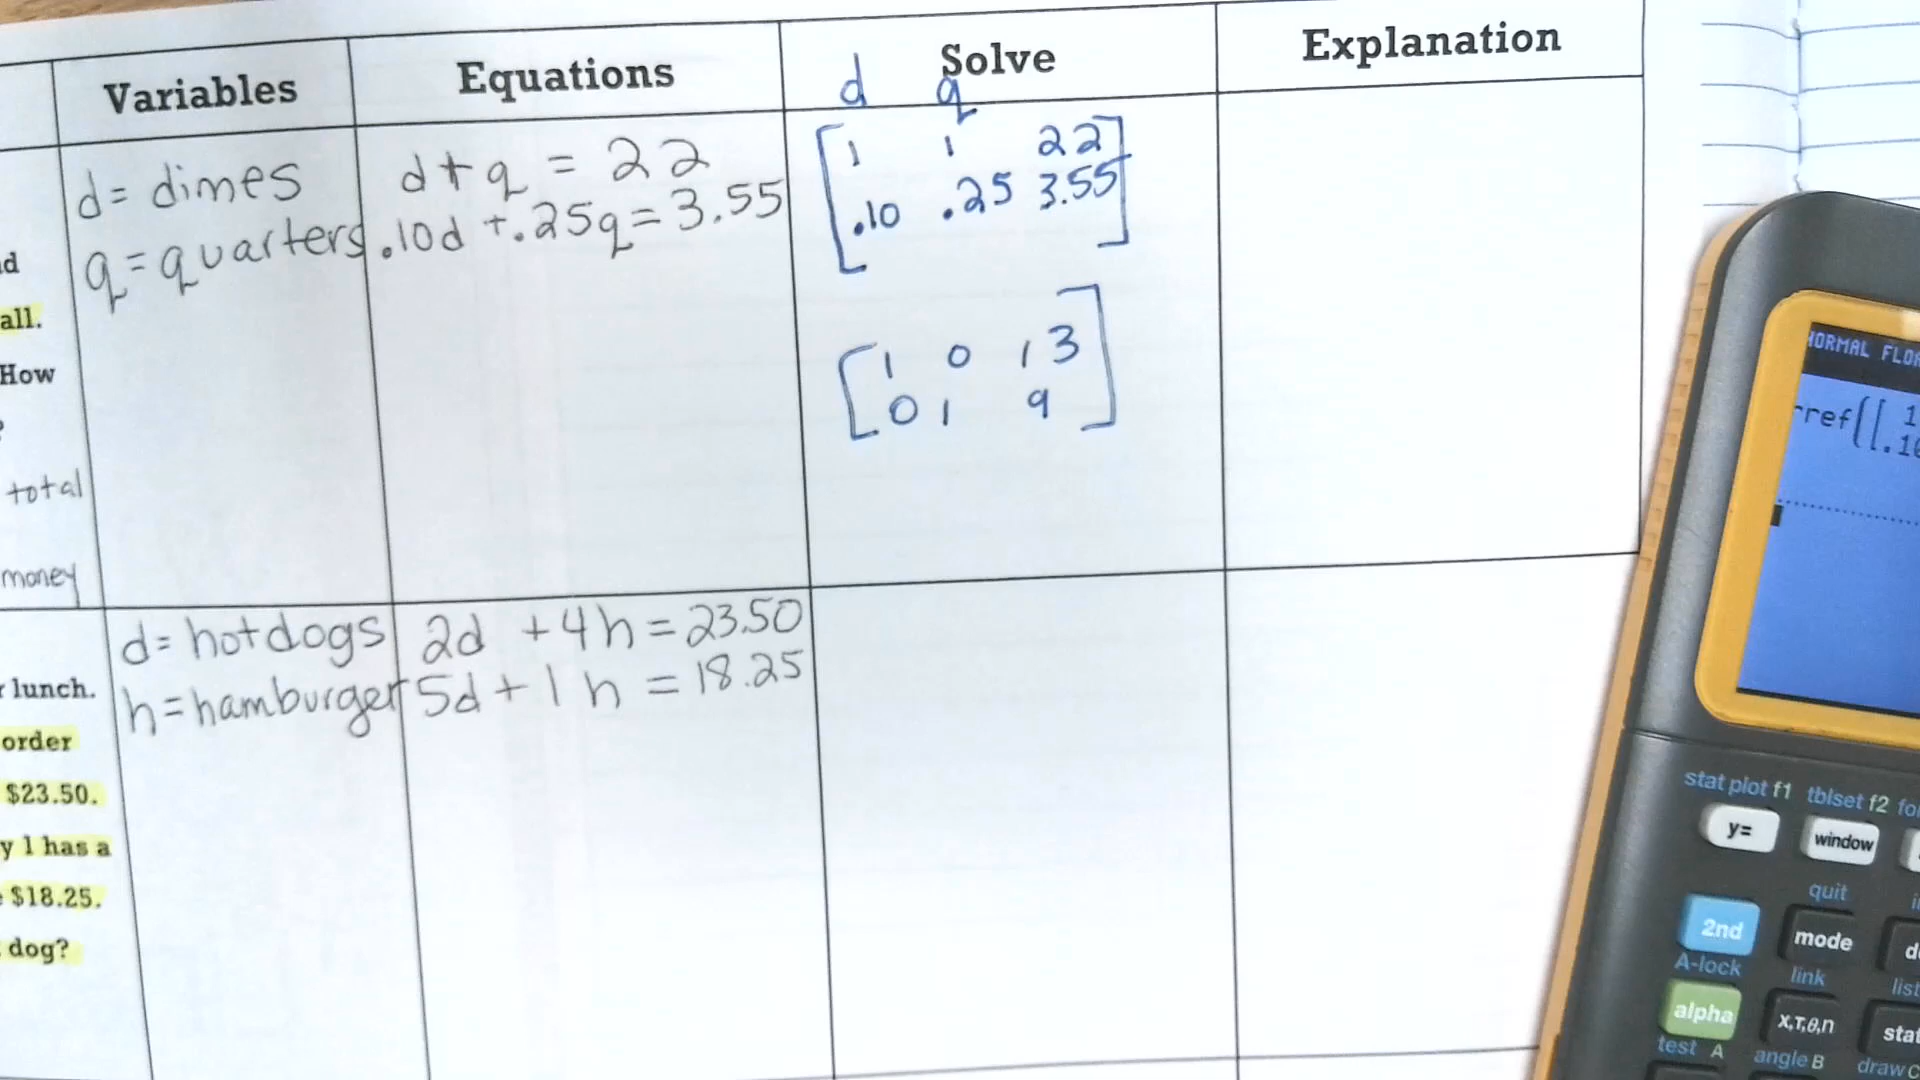 Variables
Equations
Solve
Explanation
d q
d= dimes
q= quarters
d+q = 22
.10d +.25q=3.55
1 1 22
.10 .25 3.55
1 0 13
0 1 9
all.
How
total
money
d= hotdogs
h=hamburger
2d +4h=23.50
5d+1h =18.25
lunch.
order
$23.50.
y 1 has a
$18.25.
dog?
rref([[1
.10
stat plot f1 tblset f2
y= window
quit
2nd mode
A-lock link list
alpha X,T,θ,n
test A angle B draw C